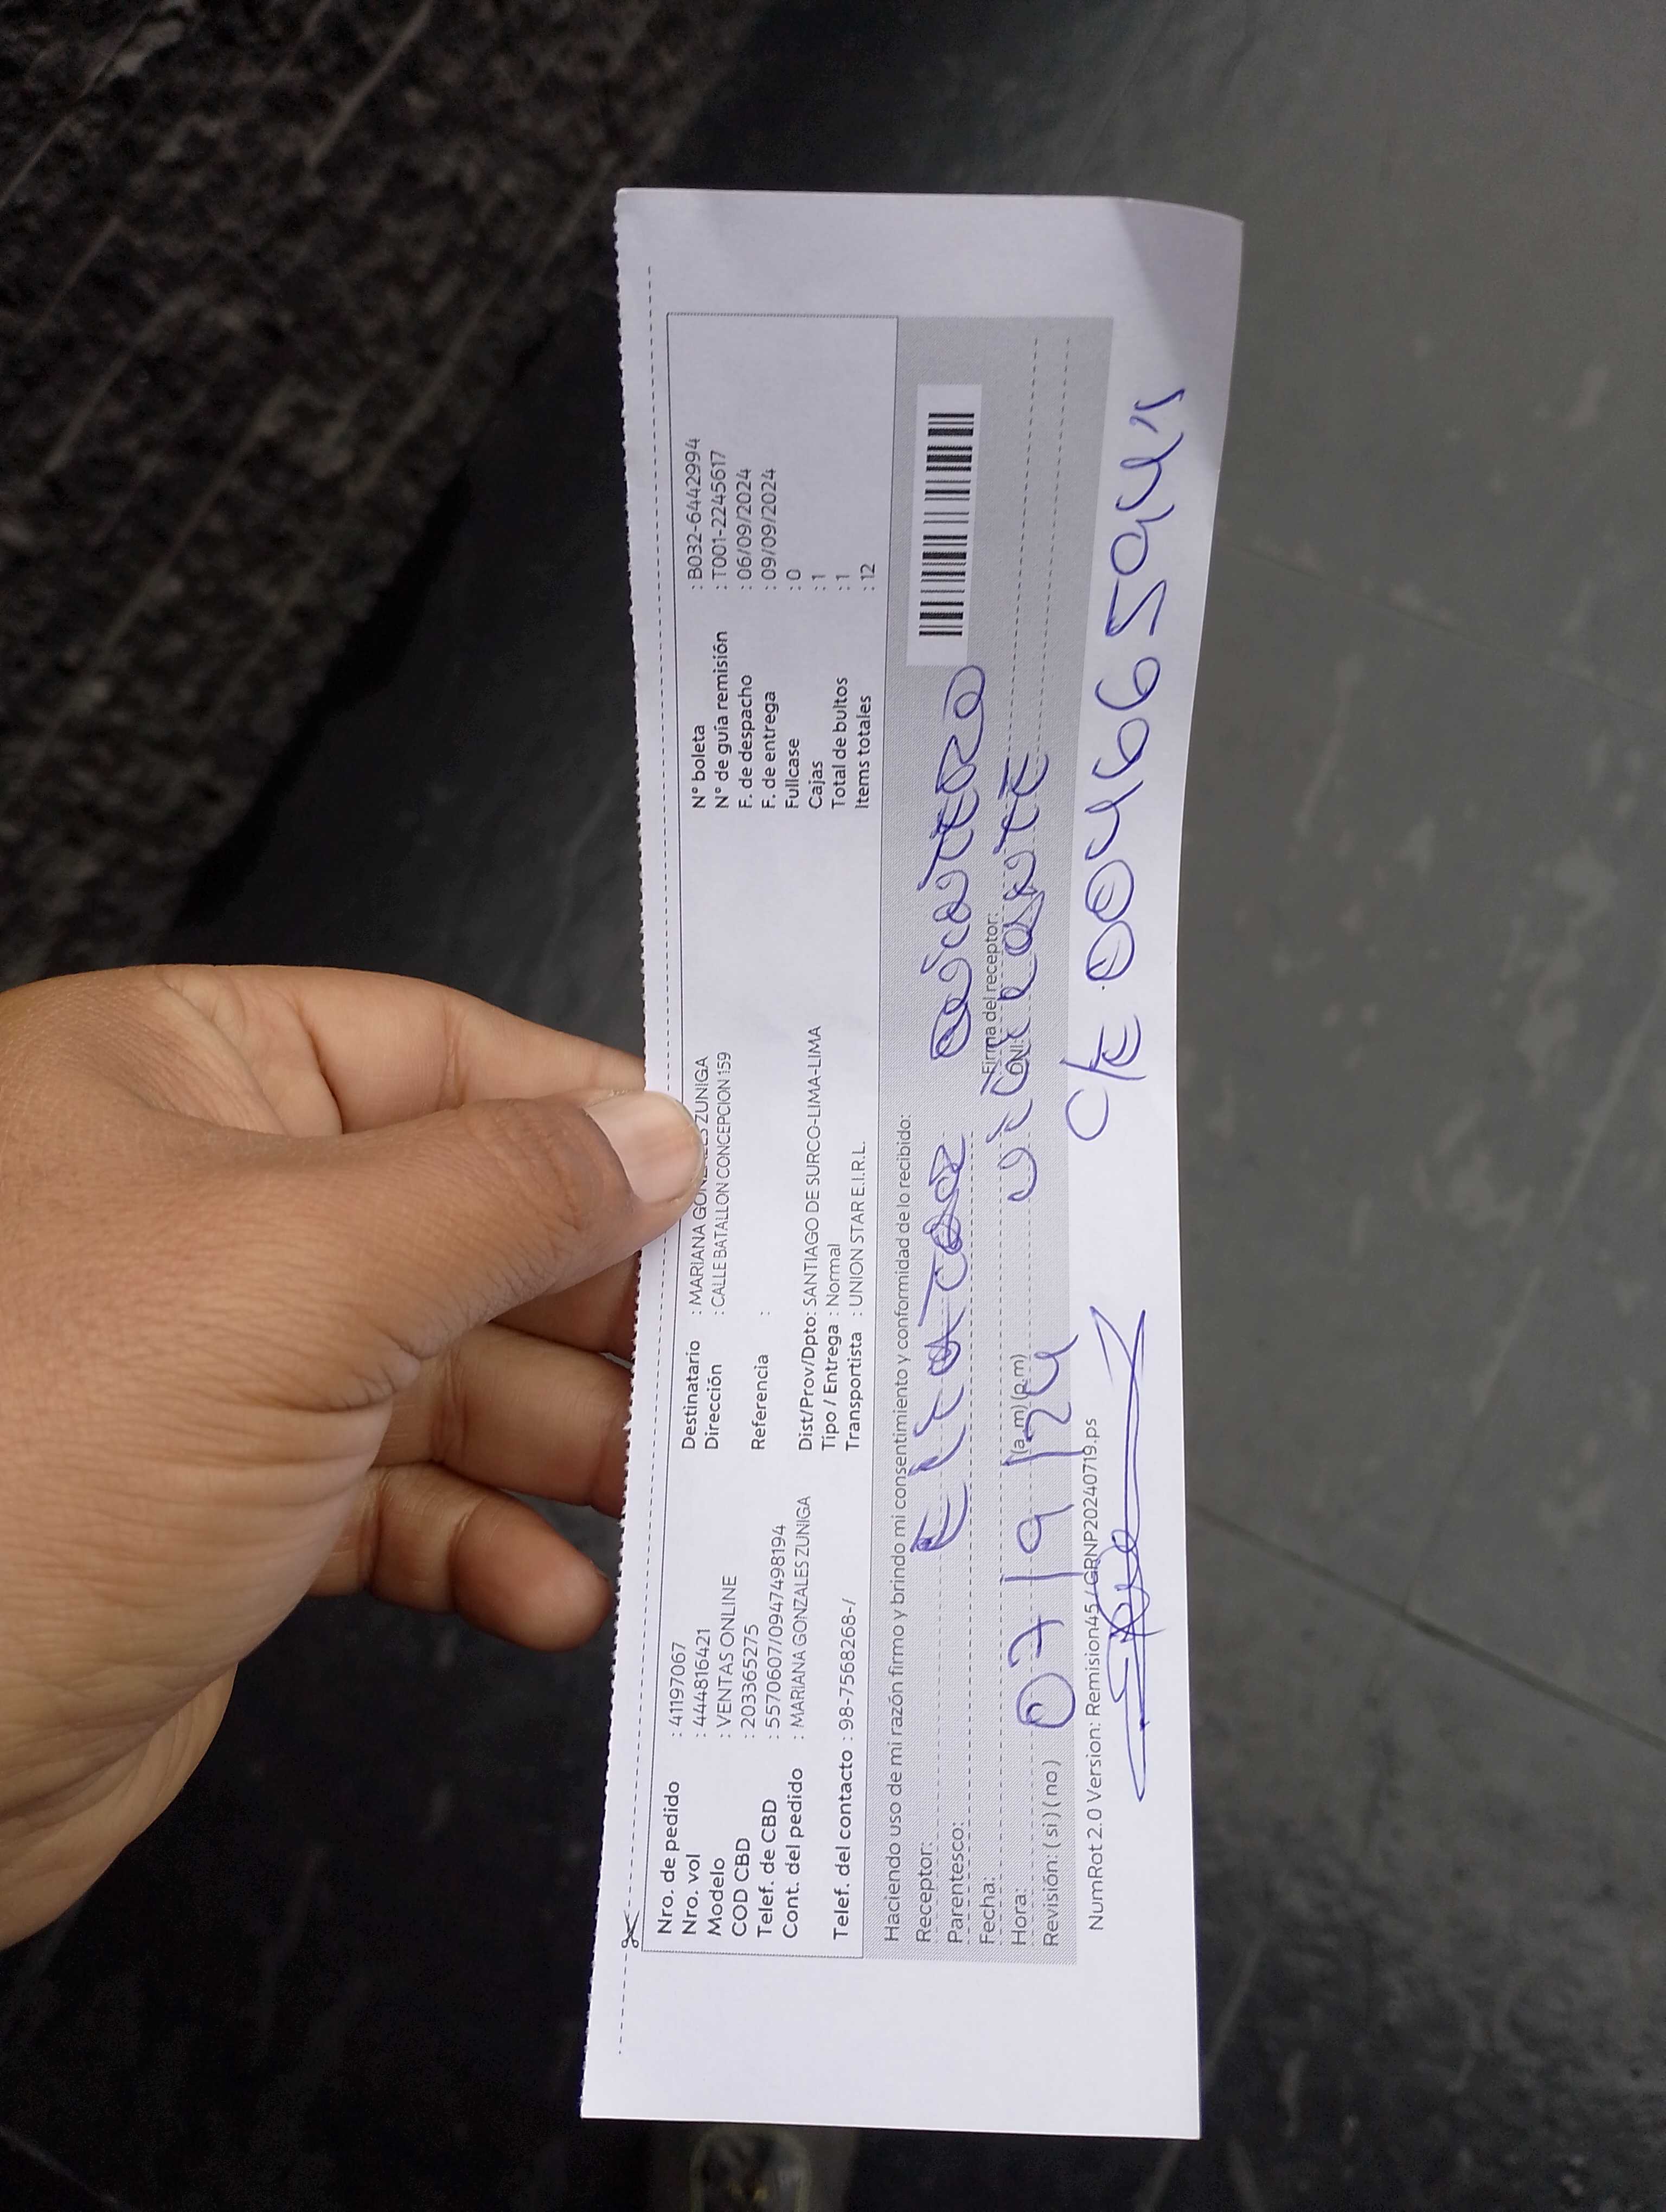 Nro. de pedido : 41197067
Nro. vol : 444816421
Modelo : VENTAS ONLINE
COD CBD : 203365275
Telef. de CBD : 5570607/0947498194
Cont. del pedido : MARIANA GONZALES ZUNIGA
Telef. del contacto : 98-7568268-/
Destinatario : MARIANA ZUNIGA
Dirección : CALLE BATALLON CONCEPCION 159
Referencia :
Dist/Prov/Dpto: SANTIAGO DE SURCO-LIMA-LIMA
Tipo / Entrega : Normal
Transportista : UNION STAR E.I.R.L.
N° boleta : B032-6442994
N° de guía remisión : T001-2245617
F. de despacho : 06/09/2024
F. de entrega : 09/09/2024
Fullcase : 0
Cajas : 1
Total de bultos : 1
Items totales : 12
Haciendo uso de mi razón firmo y brindo mi consentimiento y conformidad de lo recibido:
Receptor:
Parentesco:
Fecha: Firma del receptor:
07/9/24
Hora: (a.m) (p.m) DNI:
Revisión: ( si ) ( no )
NumRot 2.0 Version: Remision45 / GRNP20240719.ps
C/E